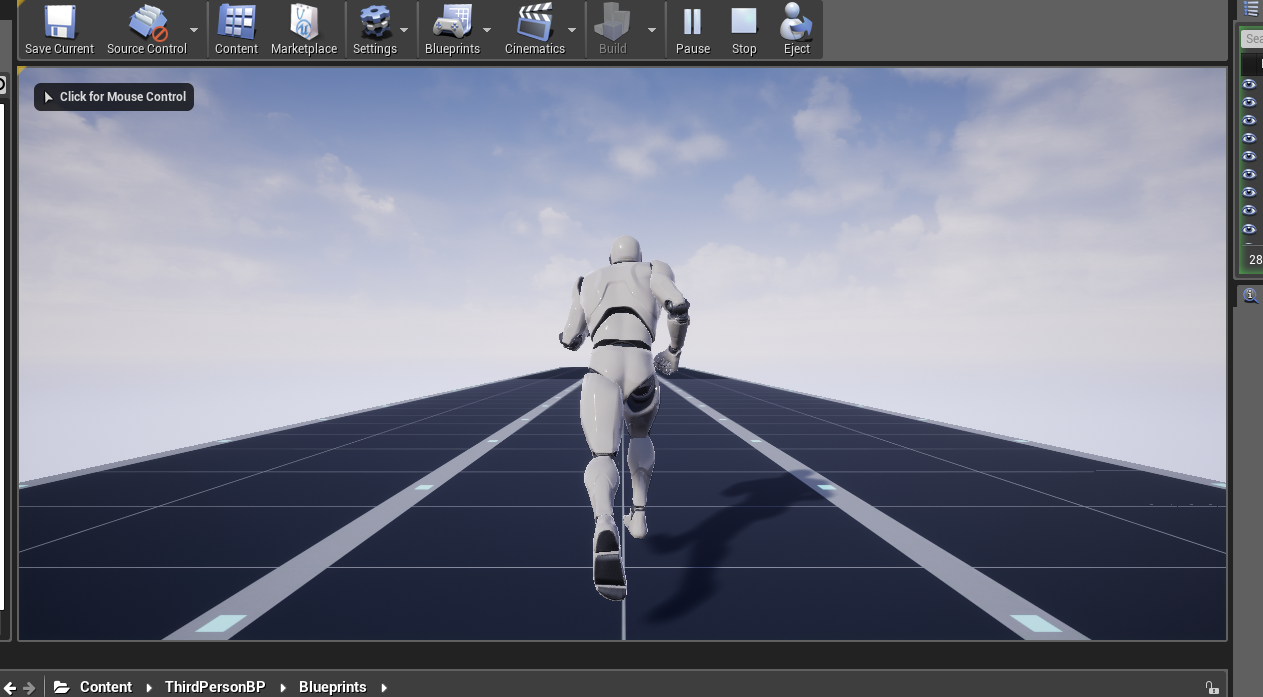 Save Current Source Control Content Marketplace Settings Blueprints Cinematics Build Pause Stop Eject
Click for Mouse Control
Sea
28
Content ThirdPersonBP Blueprints